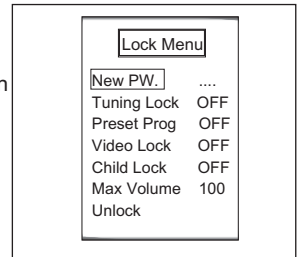 Lock Menu
n
New PW. ....
Tuning Lock OFF
Preset Prog OFF
Video Lock OFF
Child Lock OFF
Max Volume 100
Unlock